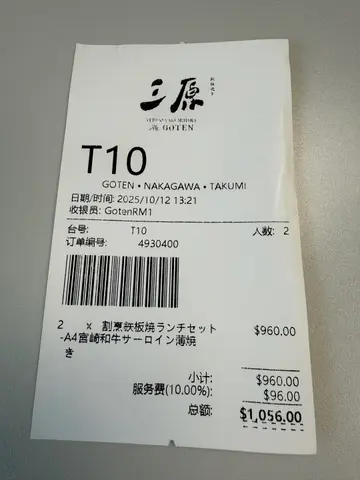 三原
GOTEN
T10
GOTEN • NAKAGAWA • TAKUMI
日期/时间: 2025/10/12 13:21
收银员: GotenRM1
台号: T10 人数: 2
订单编号: 4930400
2 x 割烹鉄板焼ランチセット $960.00
-A4宮崎和牛サーロイン薄焼
き
小计: $960.00
服务费(10.00%): $96.00
总额: $1,056.00